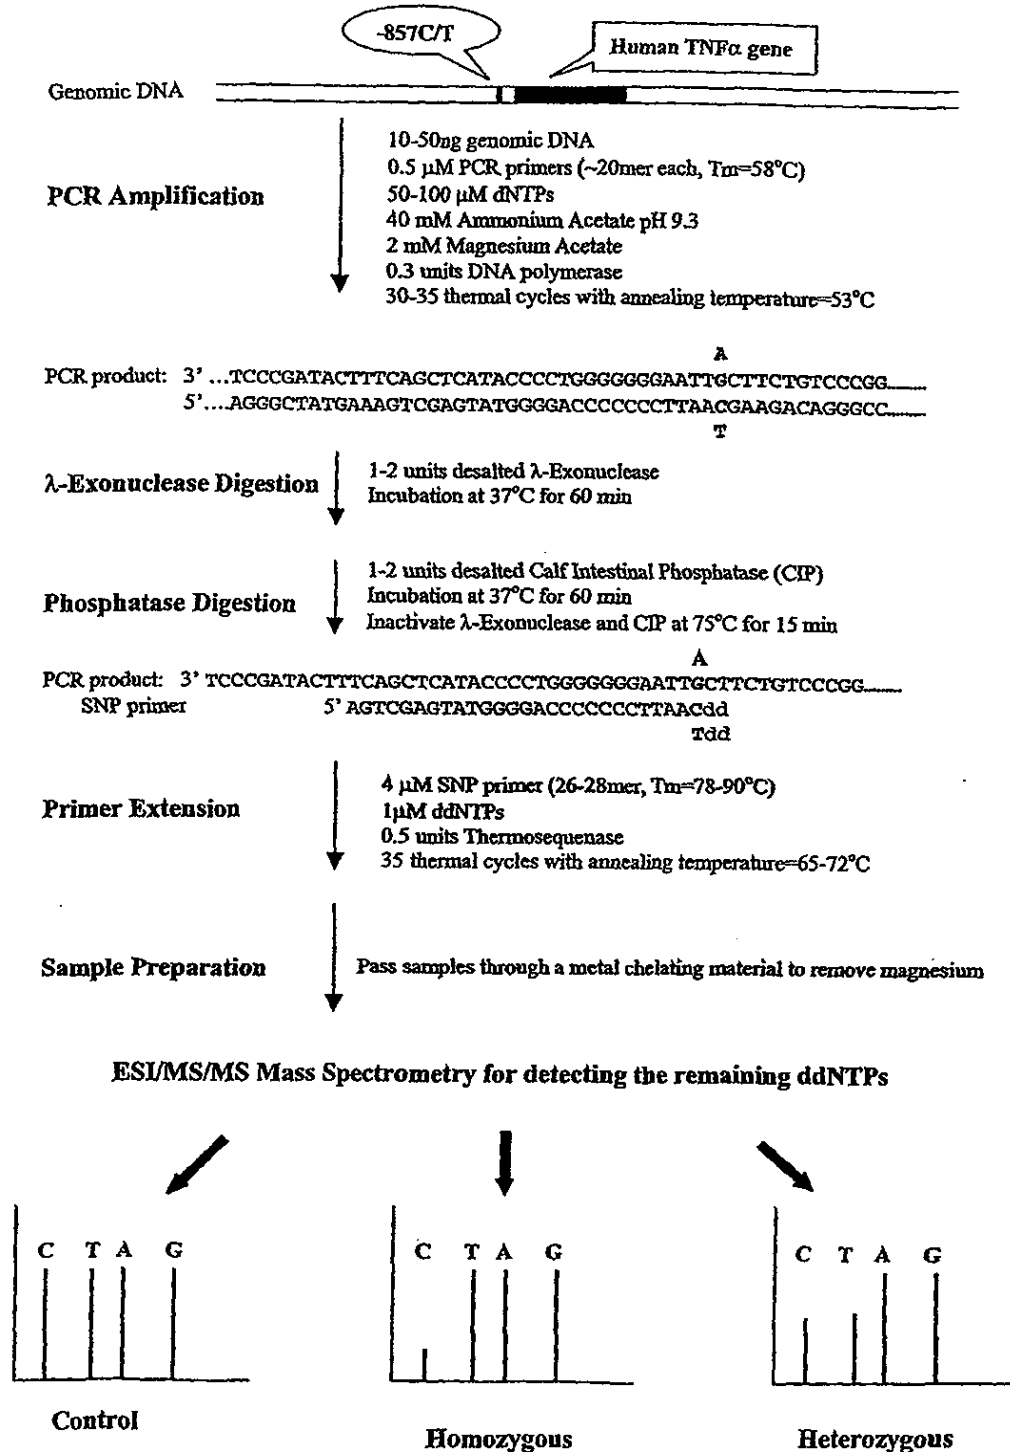 -857C/T
Human TNFα gene
Genomic DNA
PCR Amplification
10-50ng genomic DNA
0.5 µM PCR primers (~20mer each, Tm=58°C)
50-100 µM dNTPs
40 mM Ammonium Acetate pH 9.3
2 mM Magnesium Acetate
0.3 units DNA polymerase
30-35 thermal cycles with annealing temperature=53°C
A
PCR product: 3' ...TCCCGATACTTTCAGCTCATACCCCTGGGGGGGAATTGCTTCTGTCCCGG.........
5'....AGGGCTATGAAAGTCGAGTATGGGGACCCCCCCTTAACGAAGACAGGGCC.........
T
λ-Exonuclease Digestion
1-2 units desalted λ-Exonuclease
Incubation at 37°C for 60 min
Phosphatase Digestion
1-2 units desalted Calf Intestinal Phosphatase (CIP)
Incubation at 37°C for 60 min
Inactivate λ-Exonuclease and CIP at 75°C for 15 min
A
PCR product: 3' TCCCGATACTTTCAGCTCATACCCCTGGGGGGGAATTGCTTCTGTCCCGG.........
SNP primer 5' AGTCGAGTATGGGGACCCCCCCTTAACdd
Tdd
Primer Extension
4 µM SNP primer (26-28mer, Tm=78-90°C)
1µM ddNTPs
0.5 units Thermosequenase
35 thermal cycles with annealing temperature=65-72°C
Sample Preparation
Pass samples through a metal chelating material to remove magnesium
ESI/MS/MS Mass Spectrometry for detecting the remaining ddNTPs
C T A G
C T A G
C T A G
Control
Homozygous
Heterozygous